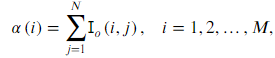 α (i) = ∑_{j=1}^{N} I_o (i, j) , i = 1, 2, ..., M,